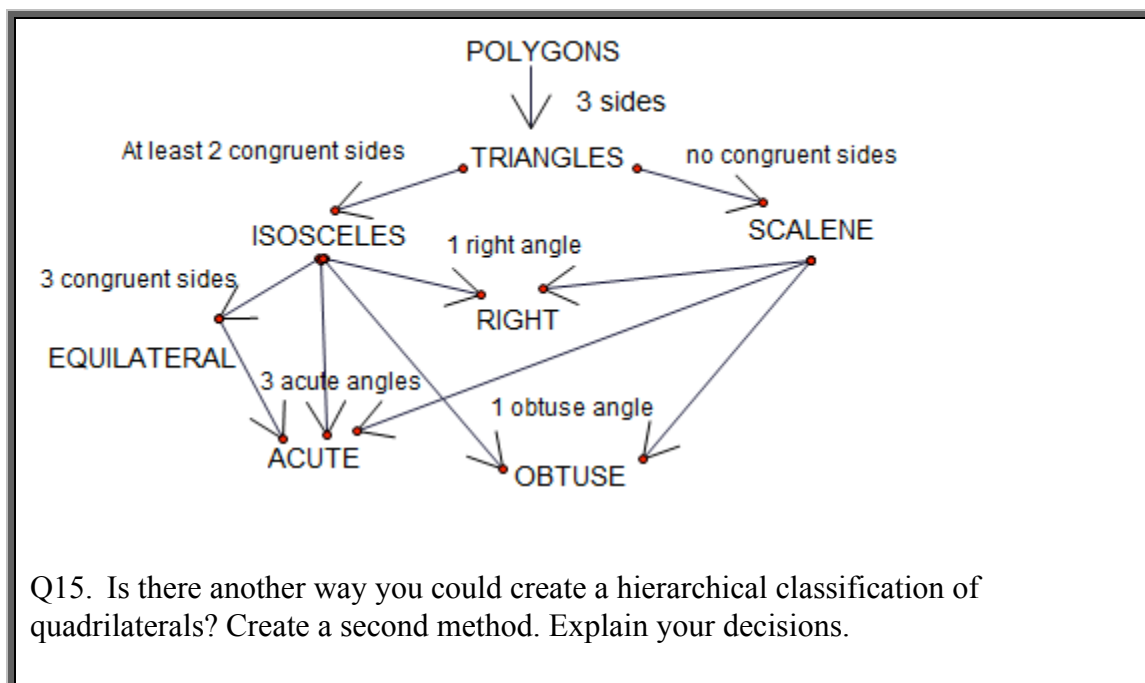 POLYGONS
3 sides
At least 2 congruent sides
TRIANGLES
no congruent sides
ISOSCELES
1 right angle
SCALENE
3 congruent sides
RIGHT
EQUILATERAL
3 acute angles
1 obtuse angle
ACUTE
OBTUSE
Q15.  Is there another way you could create a hierarchical classification of
quadrilaterals? Create a second method. Explain your decisions.